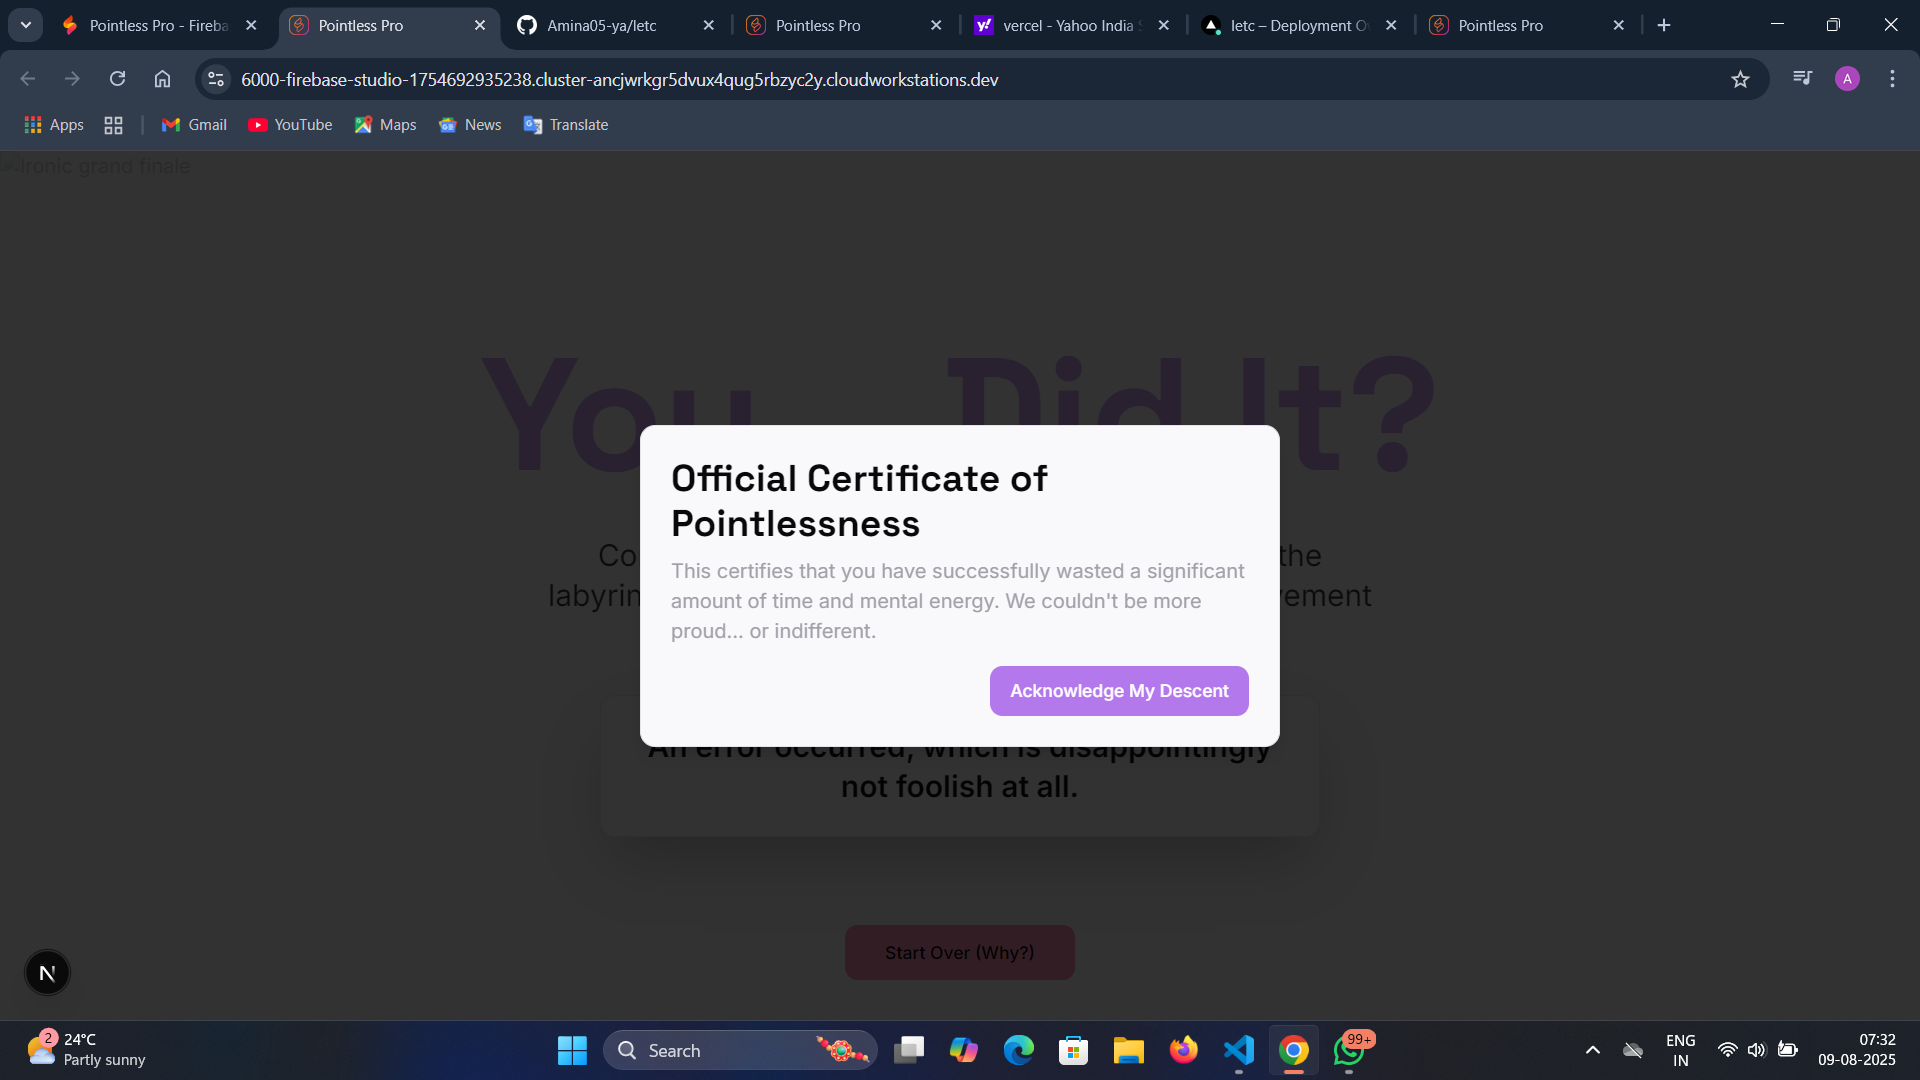 Pointless Pro - Fireba
Pointless Pro
Amina05-ya/letc
Pointless Pro
vercel - Yahoo India S
letc – Deployment Ov
Pointless Pro
6000-firebase-studio-1754692935238.cluster-ancjwrkgr5dvux4qug5rbzyc2y.cloudworkstations.dev
A
Apps
Gmail
YouTube
Maps
News
Translate
Ironic grand finale
You... Did It?
Official Certificate of
Pointlessness
This certifies that you have successfully wasted a significant
amount of time and mental energy. We couldn't be more
proud... or indifferent.
Acknowledge My Descent
Co
the
labyrin
vement
An error occurred, which is disappointingly
not foolish at all.
Start Over (Why?)
N
2
24°C
Partly sunny
Search
99+
ENG
IN
07:32
09-08-2025